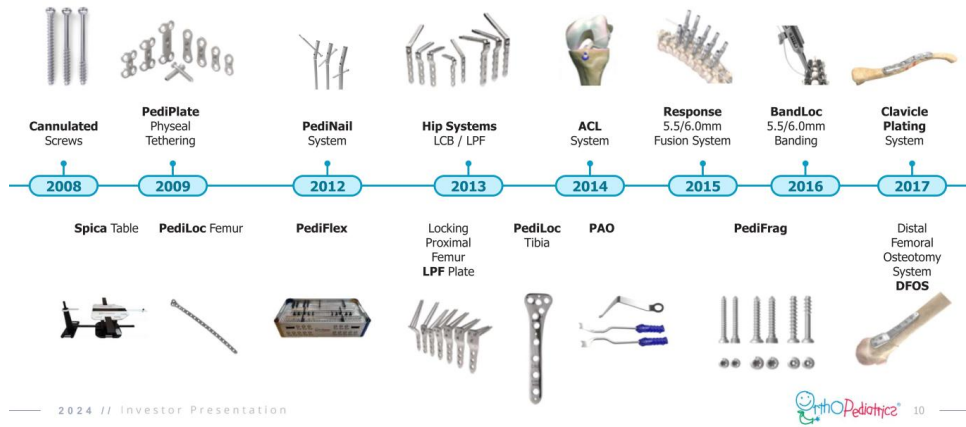 Cannulated
Screws
PediPlate
Physeal
Tethering
PediNail
System
Hip Systems
LCB / LPF
ACL
System
Response
5.5/6.0mm
Fusion System
BandLoc
5.5/6.0mm
Banding
Clavicle
Plating
System
2008
2009
2012
2013
2014
2015
2016
2017
Spica Table
PediLoc Femur
PediFlex
Locking
Proximal
Femur
LPF Plate
PediLoc
Tibia
PAO
PediFrag
Distal
Femoral
Osteotomy
System
DFOS
2024 // Investor Presentation
OrthoPediatrics®
10